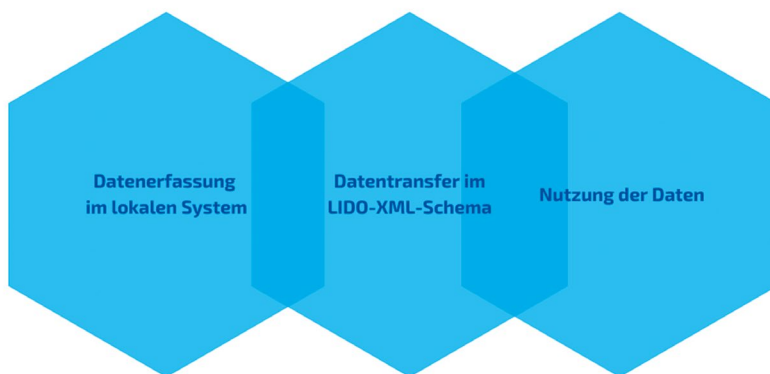 Datenerfassung
im lokalen System
Datentransfer im
LIDO-XML-Schema
Nutzung der Daten